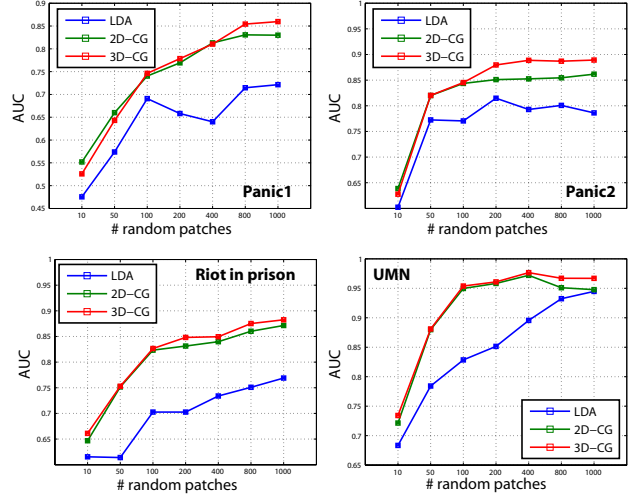 0.9
0.85
0.8
0.75
0.7
0.65
0.6
0.55
0.5
0.45
AUC
LDA
2D−CG
3D−CG
Panic1
10 50 100 200 400 800 1000
# random patches
1
0.95
0.9
0.85
0.8
0.75
0.7
0.65
AUC
LDA
2D−CG
3D−CG
Panic2
10 50 100 200 400 800 1000
# random patches
1
0.95
0.9
0.85
0.8
0.75
0.7
0.65
AUC
LDA
2D−CG
3D−CG
Riot in prison
10 50 100 200 400 800 1000
# random patches
1
0.95
0.9
0.85
0.8
0.75
0.7
0.65
AUC
UMN
LDA
2D−CG
3D−CG
10 50 100 200 400 800 1000
# random patches